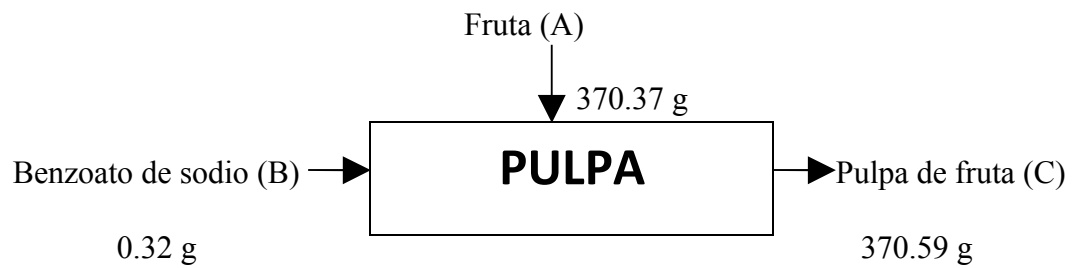 Fruta (A)
370.37 g
PULPA
Benzoato de sodio (B)
Pulpa de fruta (C)
0.32 g
370.59 g